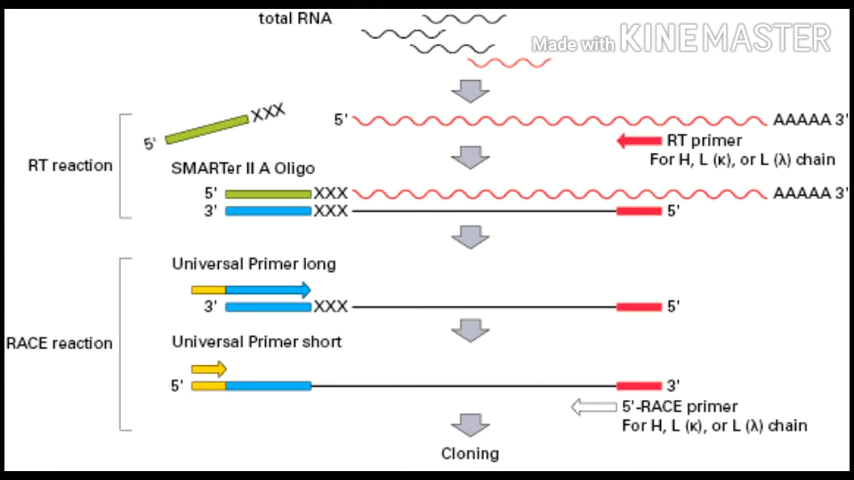 total RNA
Made with KINEMASTER
5' XXX
5' AAAAA 3'
RT primer
For H, L (κ), or L (λ) chain
RT reaction
SMARTer II A Oligo
5' XXX AAAAA 3'
3' XXX 5'
Universal Primer long
3' XXX 5'
RACE reaction
Universal Primer short
5' 3'
5'-RACE primer
For H, L (κ), or L (λ) chain
Cloning